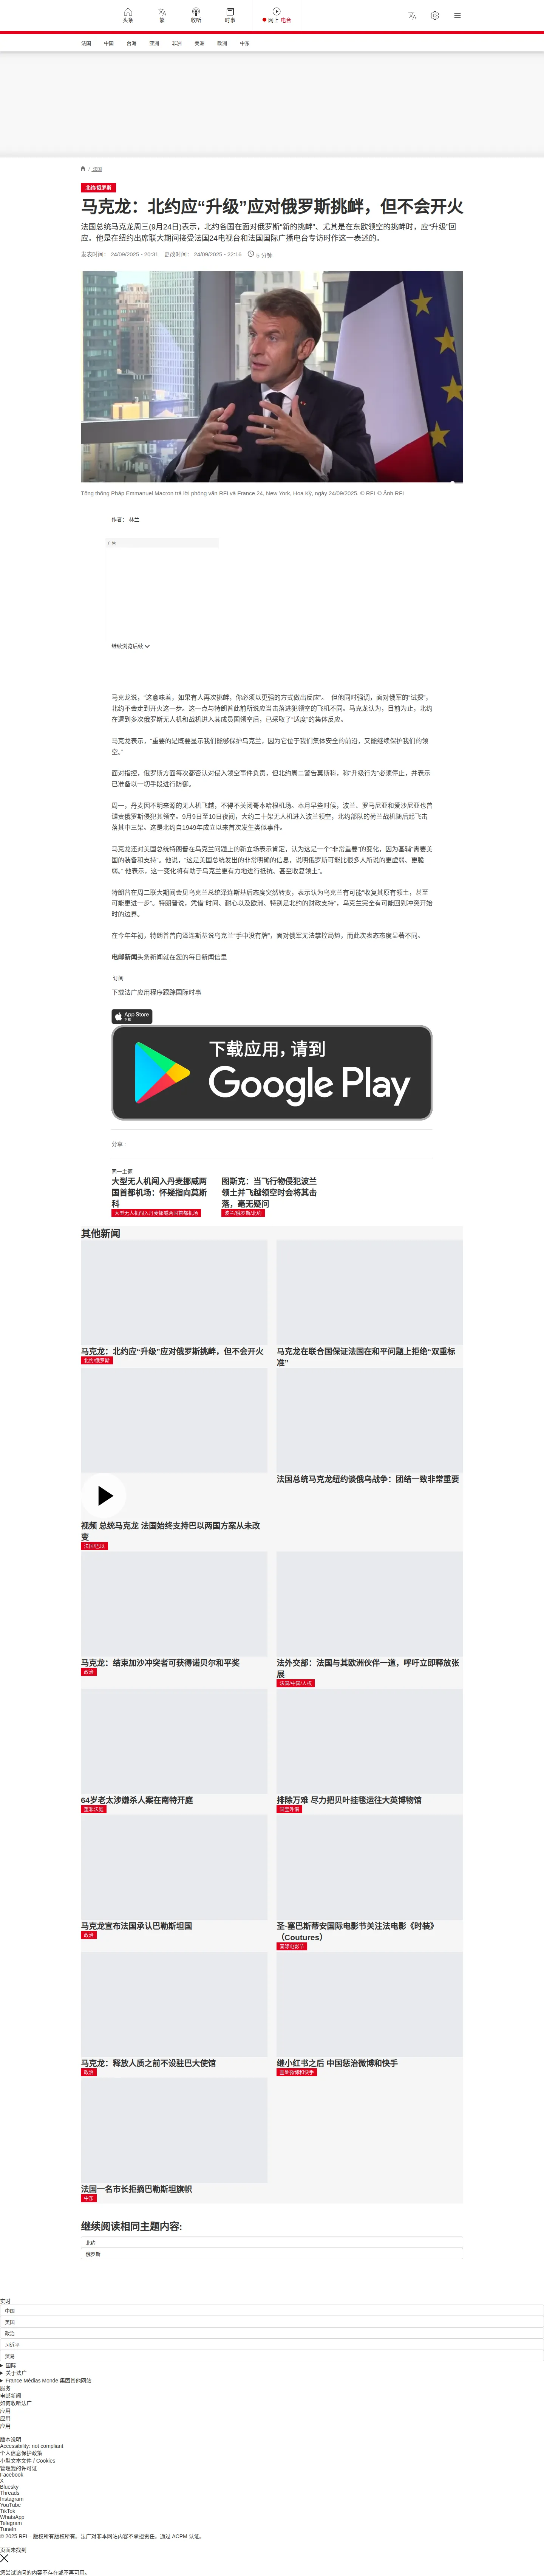 头条
繁
收听
时事
网上 电台
法国
中国
台海
亚洲
非洲
美洲
欧洲
中东
/ 法国
北约/俄罗斯
马克龙：北约应“升级”应对俄罗斯挑衅，但不会开火
法国总统马克龙周三(9月24日)表示，北约各国在面对俄罗斯“新的挑衅”、尤其是在东欧领空的挑衅时，应“升级”回
应。他是在纽约出席联大期间接受法国24电视台和法国国际广播电台专访时作这一表述的。
发表时间： 24/09/2025 - 20:31 更改时间： 24/09/2025 - 22:18 5 分钟
Tổng thống Pháp Emmanuel Macron trả lời phỏng vấn RFI và France 24, New York, Hoa Kỳ, ngày 24/09/2025. © RFI © Ảnh RFI
作者： 林兰
广告
继续浏览后续
马克龙说，“这意味着，如果有人再次挑衅，你必须以更强的方式做出反应”。 但他同时强调，面对俄军的“试探”，
北约不会走到开火这一步。这一点与特朗普此前所说应当击落进犯领空的飞机不同。马克龙认为，目前为止，北约
在遭到多次俄罗斯无人机和战机进入其成员国领空后，已采取了“适度”的集体反应。
马克龙表示，“重要的是既要显示我们能够保护乌克兰，因为它位于我们集体安全的前沿，又能继续保护我们的领
空。”
面对指控，俄罗斯方面每次都否认对侵入领空事件负责，但北约周二警告莫斯科，称“升级行为”必须停止，并表示
已准备以一切手段进行防御。
周一，丹麦因不明来源的无人机飞越，不得不关闭哥本哈根机场。本月早些时候，波兰、罗马尼亚和爱沙尼亚也曾
谴责俄罗斯侵犯其领空。9月9日至10日夜间，大约二十架无人机进入波兰领空，北约部队的荷兰战机随后起飞击
落其中三架。这是北约自1949年成立以来首次发生类似事件。
马克龙还对美国总统特朗普在乌克兰问题上的新立场表示肯定，认为这是一个“非常重要”的变化，因为基辅“需要美
国的装备和支持”。他说，“这是美国总统发出的非常明确的信息，说明俄罗斯可能比很多人所说的更虚弱、更脆
弱。” 他表示，这一变化将有助于乌克兰更有力地进行抵抗、甚至收复领土”。
特朗普在周二联大期间会见乌克兰总统泽连斯基后态度突然转变，表示认为乌克兰有可能“收复其原有领土，甚至
可能更进一步”。特朗普说，凭借“时间、耐心以及欧洲、特别是北约的财政支持”，乌克兰完全有可能回到冲突开始
时的边界。
在今年年初，特朗普曾向泽连斯基说乌克兰“手中没有牌”，面对俄军无法掌控局势，而此次表态态度显著不同。
电邮新闻头条新闻就在您的每日新闻信里
订阅
下载法广应用程序跟踪国际时事
App Store
下载
下载应用，请到
Google Play
分享 :
同一主题
大型无人机闯入丹麦挪威两
国首都机场：怀疑指向莫斯
科
大型无人机闯入丹麦挪威两国首都机场
图斯克：当飞行物侵犯波兰
领土并飞越领空时会将其击
落，毫无疑问
波兰/俄罗斯/北约
其他新闻
马克龙：北约应“升级”应对俄罗斯挑衅，但不会开火
北约/俄罗斯
马克龙在联合国保证法国在和平问题上拒绝“双重标
准”
视频 总统马克龙 法国始终支持巴以两国方案从未改
变
法国/巴以
法国总统马克龙纽约谈俄乌战争：团结一致非常重要
马克龙：结束加沙冲突者可获得诺贝尔和平奖
政治
法外交部：法国与其欧洲伙伴一道，呼吁立即释放张
展
法国/中国/人权
64岁老太涉嫌杀人案在南特开庭
重罪法庭
排除万难 尽力把贝叶挂毯运往大英博物馆
国宝外借
马克龙宣布法国承认巴勒斯坦国
政治
圣-塞巴斯蒂安国际电影节关注法电影《时装》
（Coutures）
国际电影节
马克龙：释放人质之前不设驻巴大使馆
政治
继小红书之后 中国惩治微博和快手
查处微博和快手
法国一名市长拒摘巴勒斯坦旗帜
中东
继续阅读相同主题内容:
北约
俄罗斯
实时
中国
美国
政治
习近平
贸易
国际
关于法广
France Médias Monde 集团其他网站
服务
电邮新闻
如何收听法广
应用
应用
应用
版本说明
Accessibility: not compliant
个人信息保护政策
小型文本文件 / Cookies
管理我的许可证
Facebook
X
Bluesky
Threads
Instagram
YouTube
TikTok
WhatsApp
Telegram
TuneIn
© 2025 RFI – 版权所有版权所有。法广对非本网站内容不承担责任。通过 ACPM 认证。
页面未找到
您尝试访问的内容不存在或不再可用。